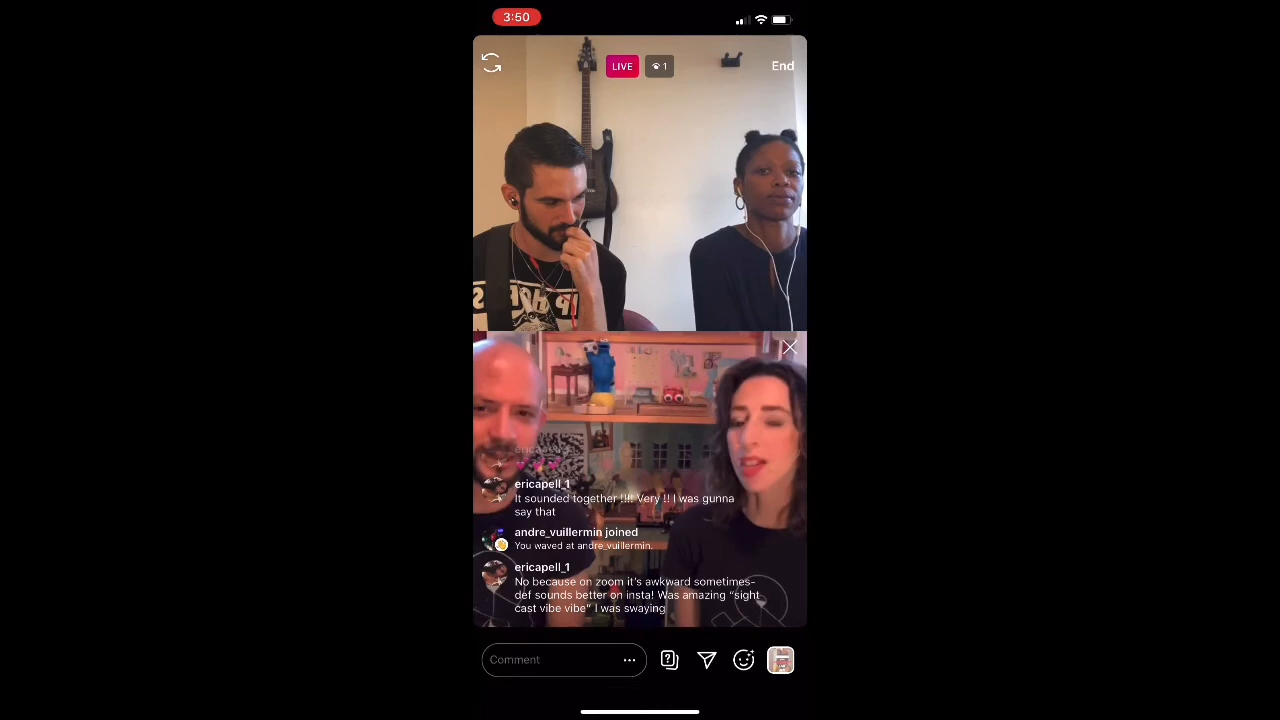 3:50
LIVE
1
End
ericapell_1
It sounded together !!!! Very !! I was gunna
say that
andre_vuillermin joined
You waved at andre_vuillermin.
ericapell_1
No because on zoom it's awkward sometimes-
def sounds better on insta! Was amazing “sight
cast vibe vibe” I was swaying
Comment